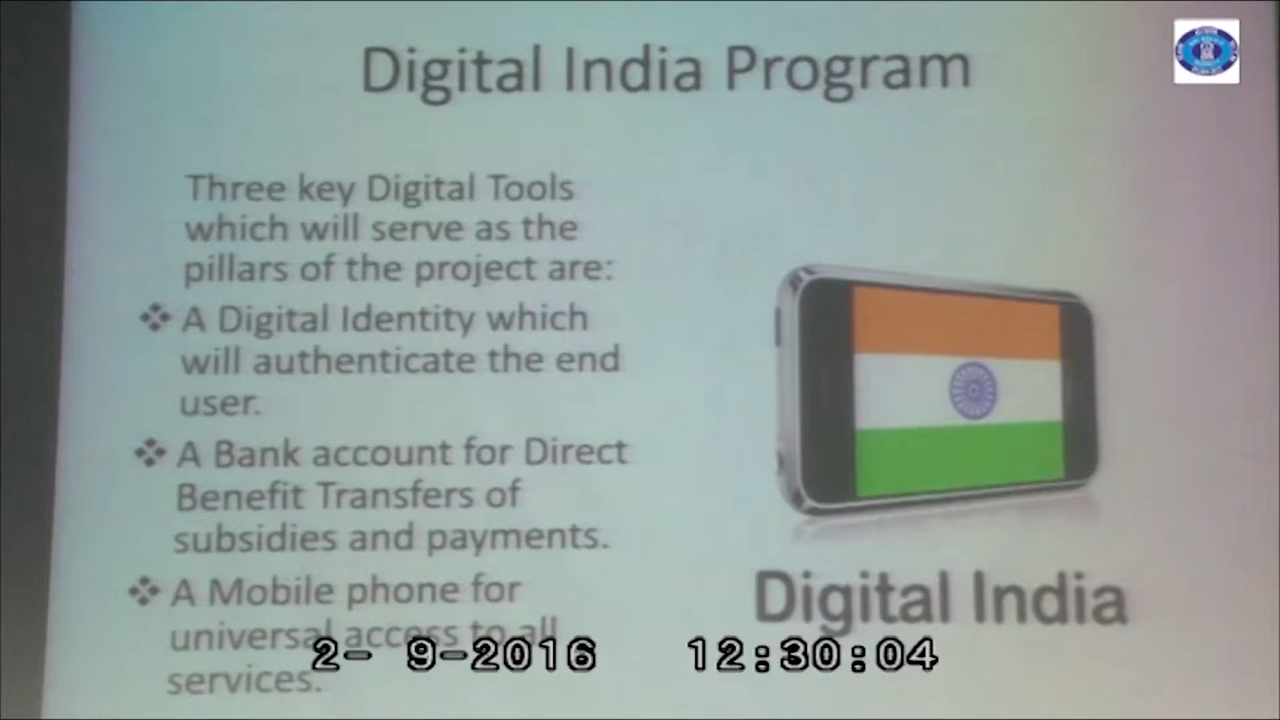 Digital India Program
Three key Digital Tools
which will serve as the
pillars of the project are:
❖ A Digital Identity which
will authenticate the end
user.
❖ A Bank account for Direct
Benefit Transfers of
subsidies and payments.
❖ A Mobile phone for
universal access to all
services.
Digital India
2- 9-2016 12:30:04